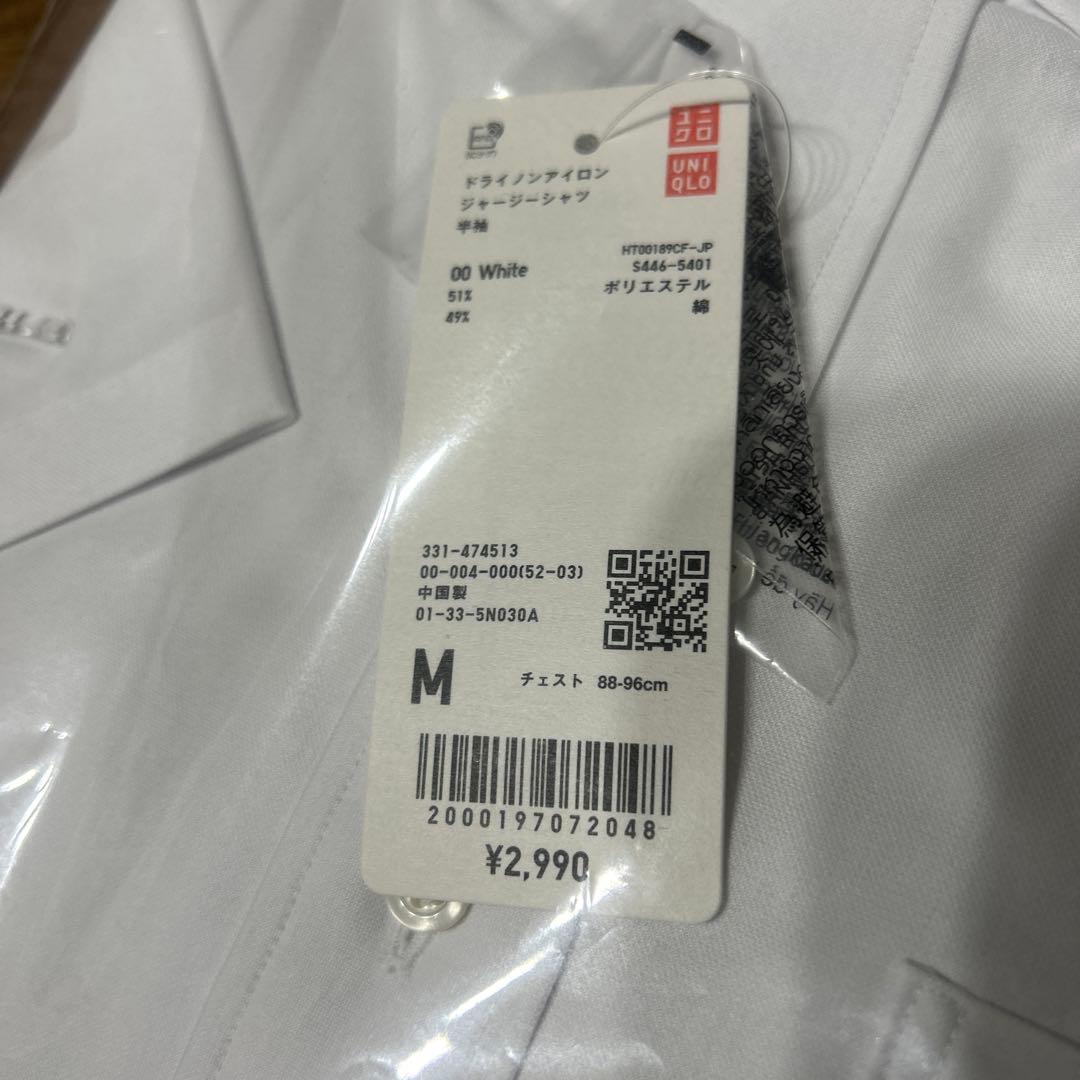 ユニ
クロ
UNI
QLO
ドライノンアイロン
ジャージーシャツ
半袖
HT00189CF-JP
S446-5401
00 White
51% ポリエステル
49% 綿
331-474513
00-004-000(52-03)
中国製
01-33-5N030A
M チェスト 88-96cm
2000197072048
¥2,990